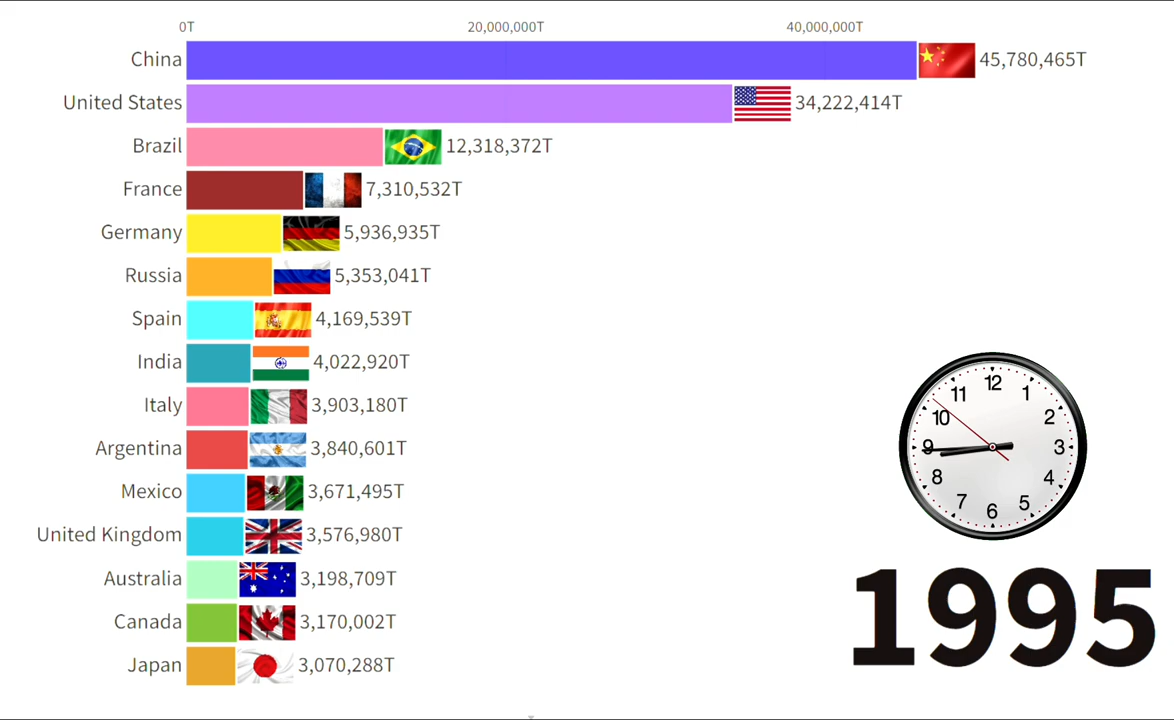 0T 20,000,000T 40,000,000T
China 45,780,465T
United States 34,222,414T
Brazil 12,318,372T
France 7,310,532T
Germany 5,936,935T
Russia 5,353,041T
Spain 4,169,539T
India 4,022,920T
Italy 3,903,180T
Argentina 3,840,601T
Mexico 3,671,495T
United Kingdom 3,576,980T
Australia 3,198,709T
Canada 3,170,002T
Japan 3,070,288T
12
1
2
3
4
5
6
7
8
9
10
11
1995